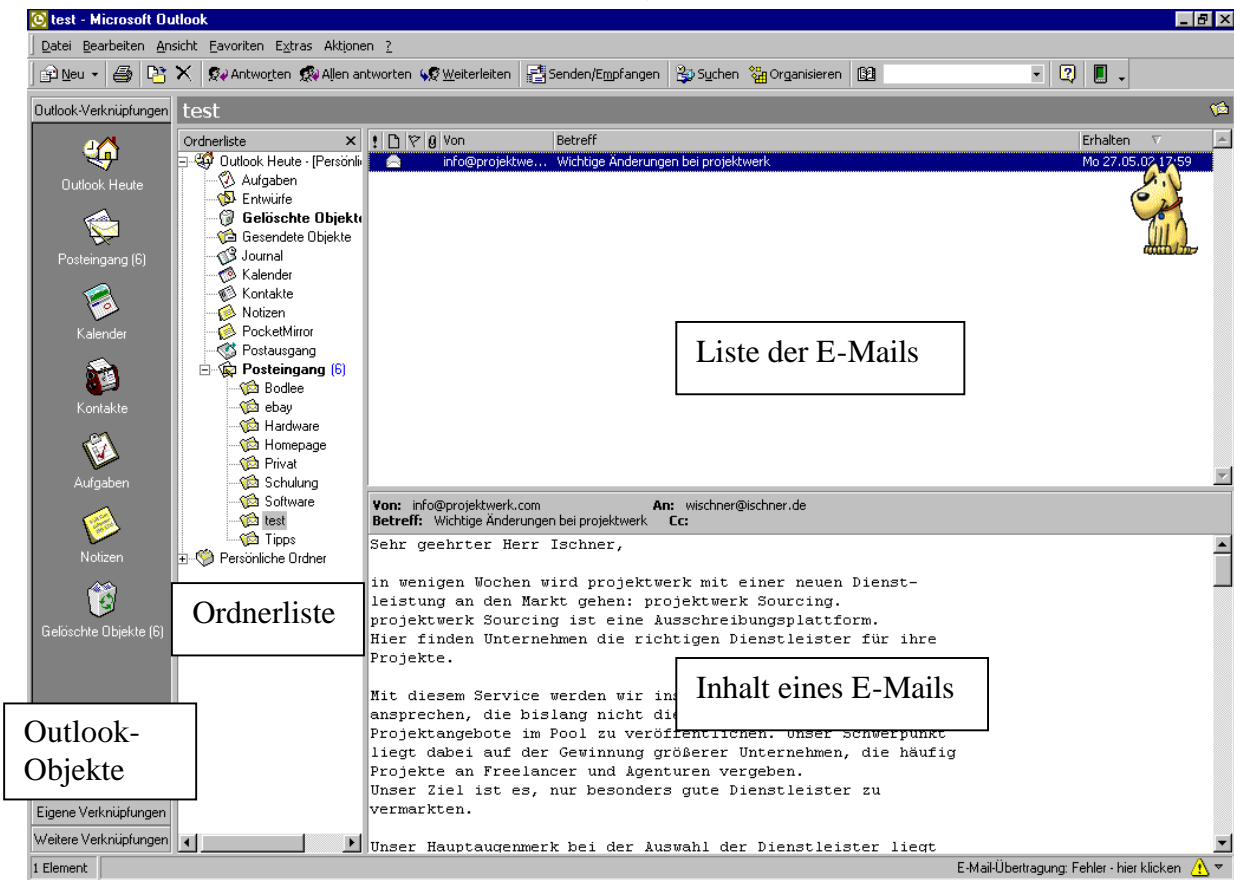 test - Microsoft Outlook
Datei Bearbeiten Ansicht Favoriten Extras Aktionen ?
Neu Antworten Allen antworten Weiterleiten Senden/Empfangen Suchen Organisieren
Outlook-Verknüpfungen
test
Outlook Heute
Posteingang (6)
Kalender
Kontakte
Aufgaben
Notizen
Gelöschte Objekte (6)
Outlook-
Objekte
Eigene Verknüpfungen
Weitere Verknüpfungen
Ordnerliste
Outlook Heute - [Persönli
Aufgaben
Entwürfe
Gelöschte Objekte
Gesendete Objekte
Journal
Kalender
Kontakte
Notizen
PocketMirror
Postausgang
Posteingang (6)
Bodlee
ebay
Hardware
Homepage
Privat
Schulung
Software
test
Tipps
Persönliche Ordner
Ordnerliste
Von Betreff Erhalten
info@projektwe... Wichtige Änderungen bei projektwerk Mo 27.05.02 17:59
Liste der E-Mails
Von: info@projektwerk.com An: wischner@ischner.de
Betreff: Wichtige Änderungen bei projektwerk Cc:
Sehr geehrter Herr Ischner,
in wenigen Wochen wird projektwerk mit einer neuen Dienst-
leistung an den Markt gehen: projektwerk Sourcing.
projektwerk Sourcing ist eine Ausschreibungsplattform.
Hier finden Unternehmen die richtigen Dienstleister für ihre
Projekte.
Inhalt eines E-Mails
Mit diesem Service werden wir ins
ansprechen, die bislang nicht die
Projektangebote im Pool zu veröffentlichen. Unser Schwerpunkt
liegt dabei auf der Gewinnung größerer Unternehmen, die häufig
Projekte an Freelancer und Agenturen vergeben.
Unser Ziel ist es, nur besonders gute Dienstleister zu
vermarkten.
Unser Hauptaugenmerk bei der Auswahl der Dienstleister liegt
1 Element
E-Mail-Übertragung: Fehler - hier klicken